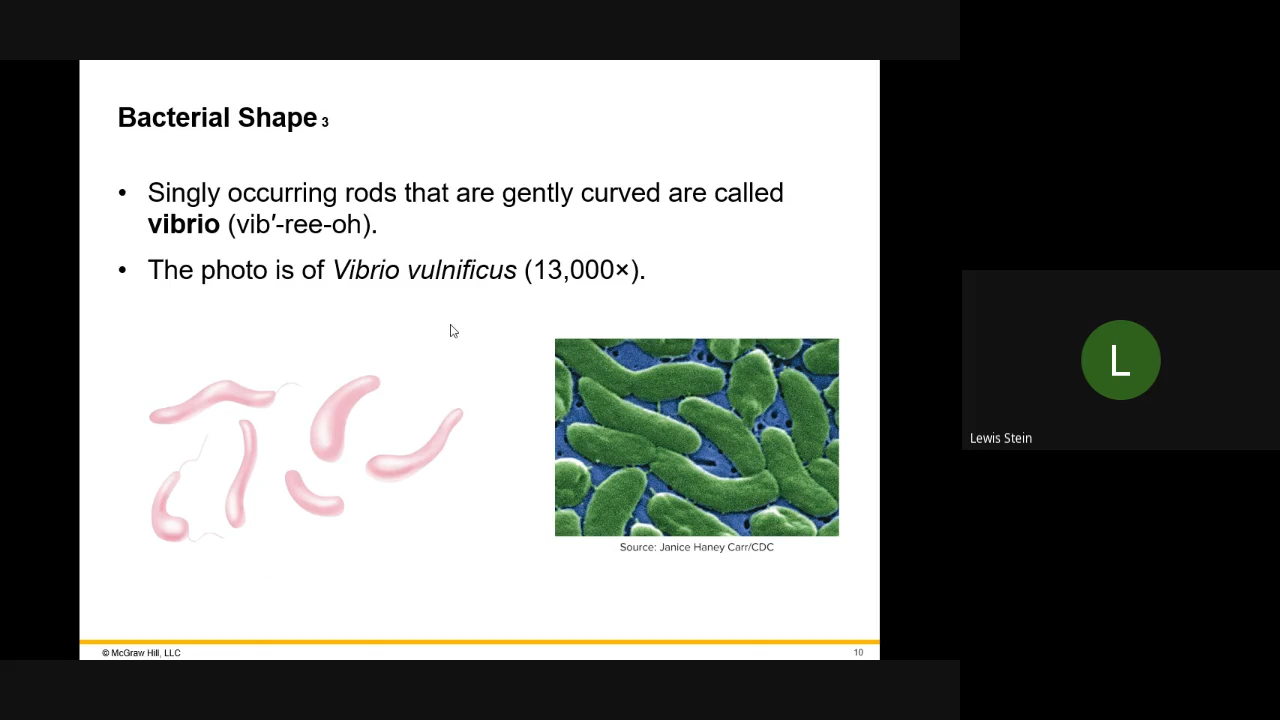 Bacterial Shape 3
• Singly occurring rods that are gently curved are called
vibrio (vib′-ree-oh).
• The photo is of Vibrio vulnificus (13,000×).
Source: Janice Haney Carr/CDC
© McGraw Hill, LLC
10
L
Lewis Stein